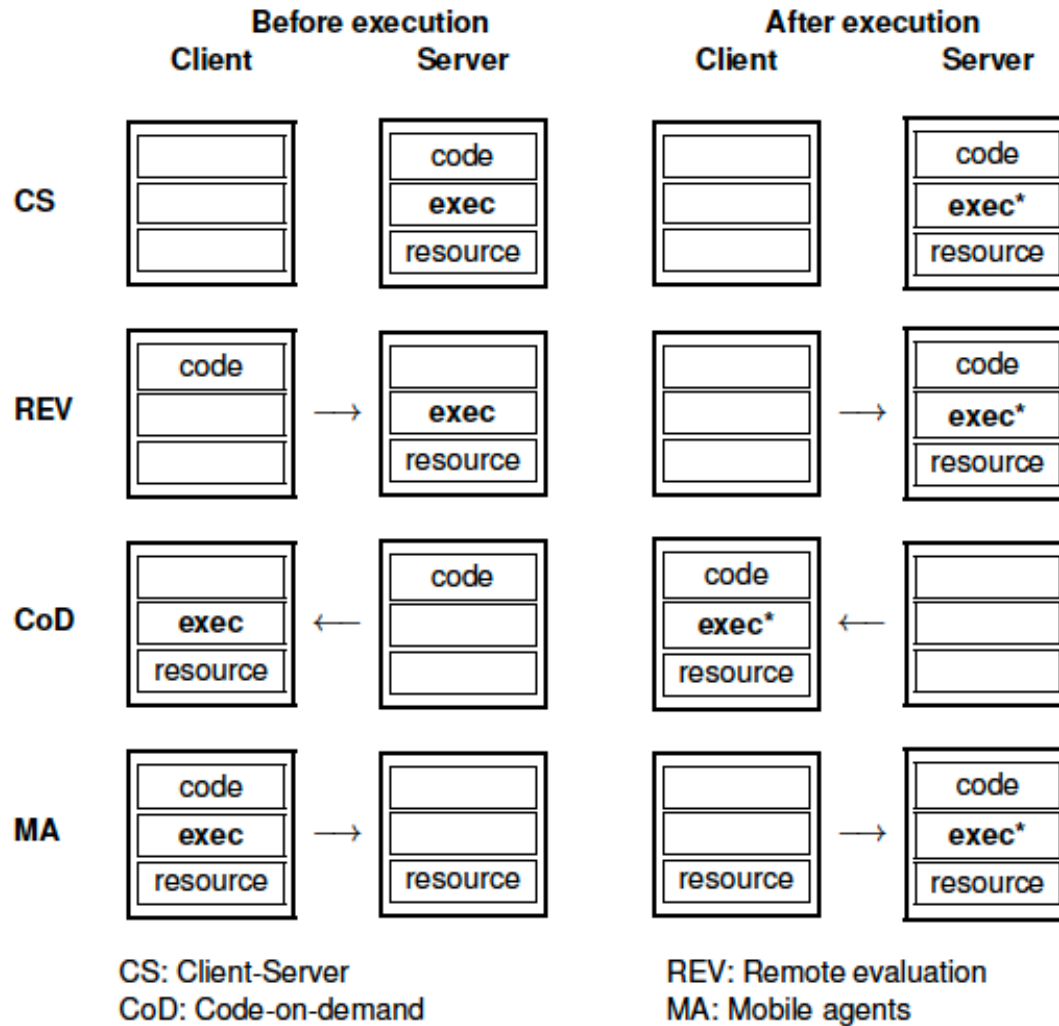 Before execution After execution
Client Server Client Server
code code
CS exec exec*
resource resource
code code
REV exec exec*
resource resource
code code
CoD exec exec*
resource resource
code code
MA exec exec*
resource resource resource resource
CS: Client-Server REV: Remote evaluation
CoD: Code-on-demand MA: Mobile agents